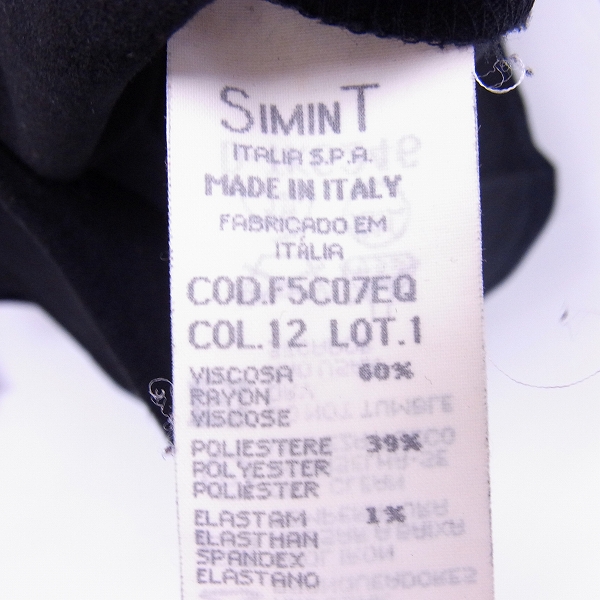 SIMINT
ITALIA S.P.A.
MADE IN ITALY
FABRICADO EM
ITÁLIA
COD.F5C07EQ
COL.12 LOT.1
VISCOSA 60%
RAYON
VISCOSE
POLIESTERE 39%
POLYESTER
POLIÉSTER
ELASTAM 1%
ELASTHAN
SPANDEX
ELASTANO